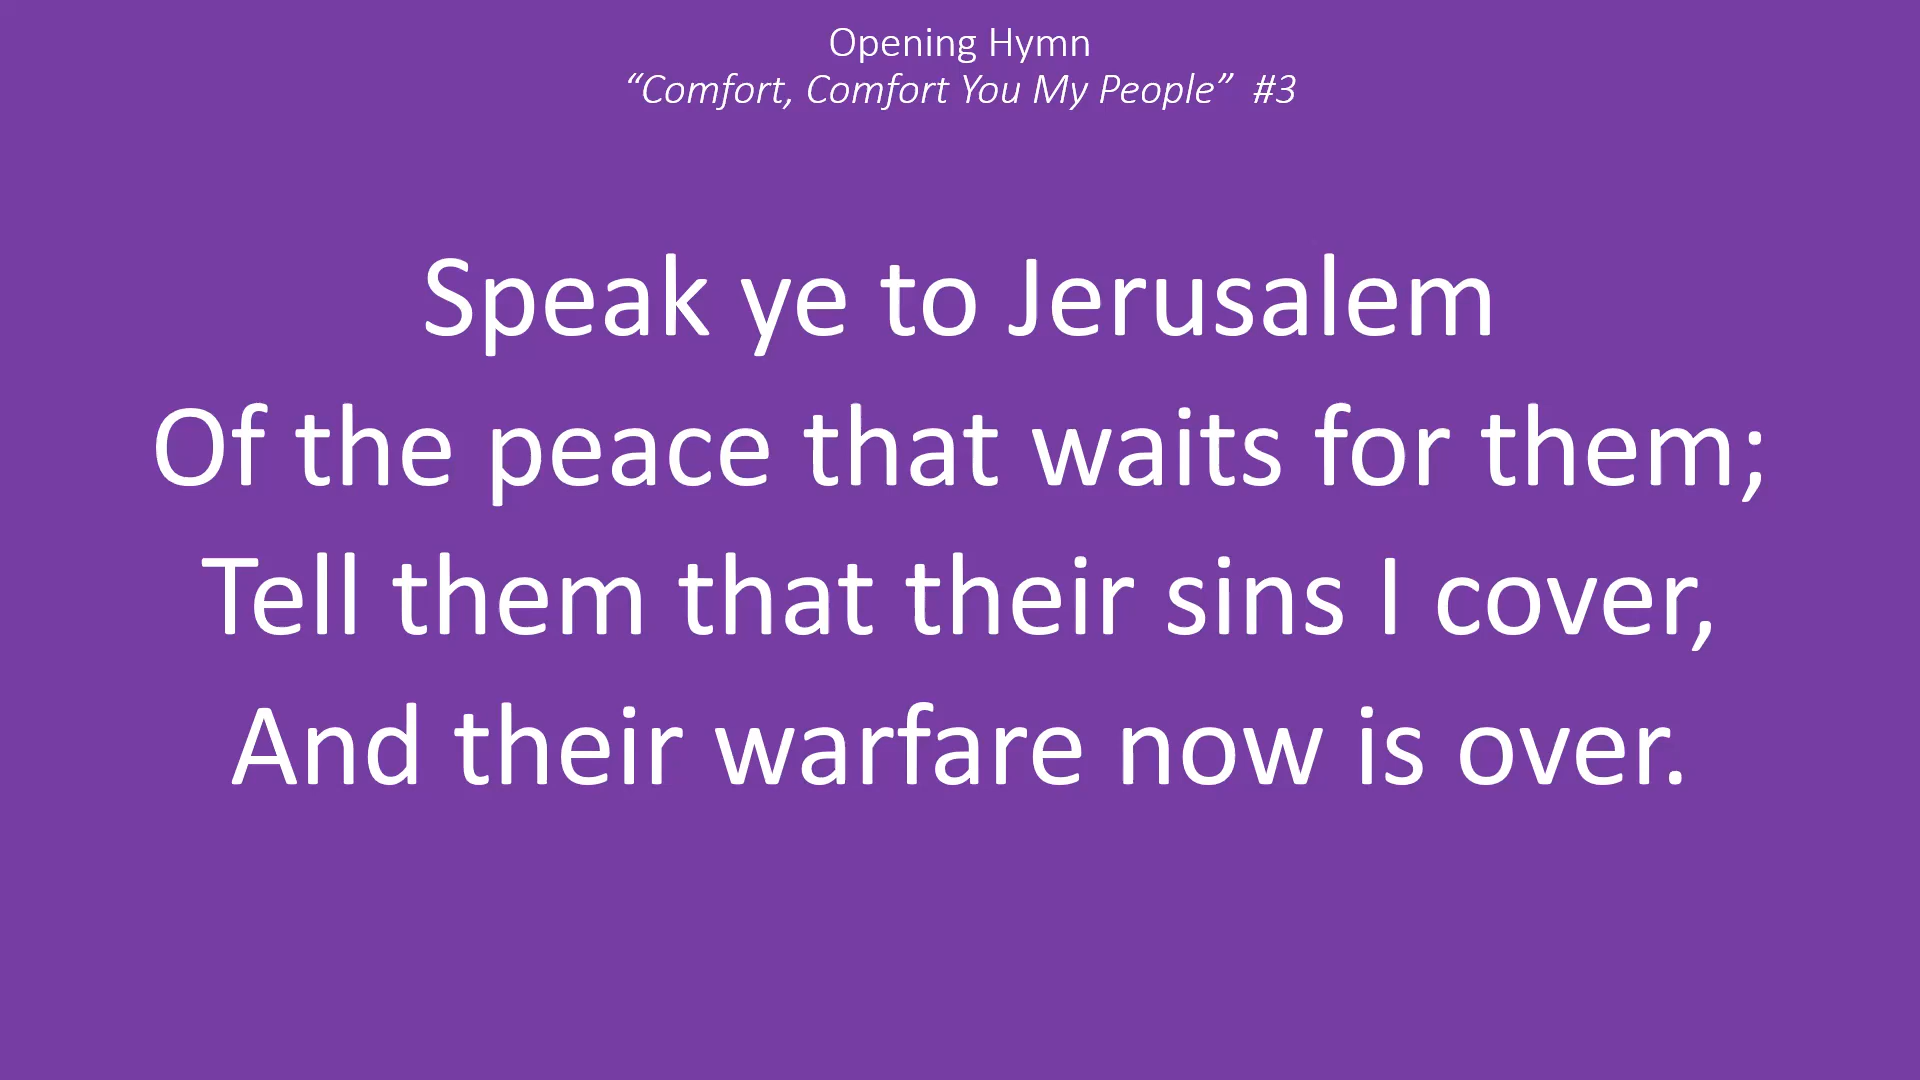 Opening Hymn
“Comfort, Comfort You My People” #3
Speak ye to Jerusalem
Of the peace that waits for them;
Tell them that their sins I cover,
And their warfare now is over.